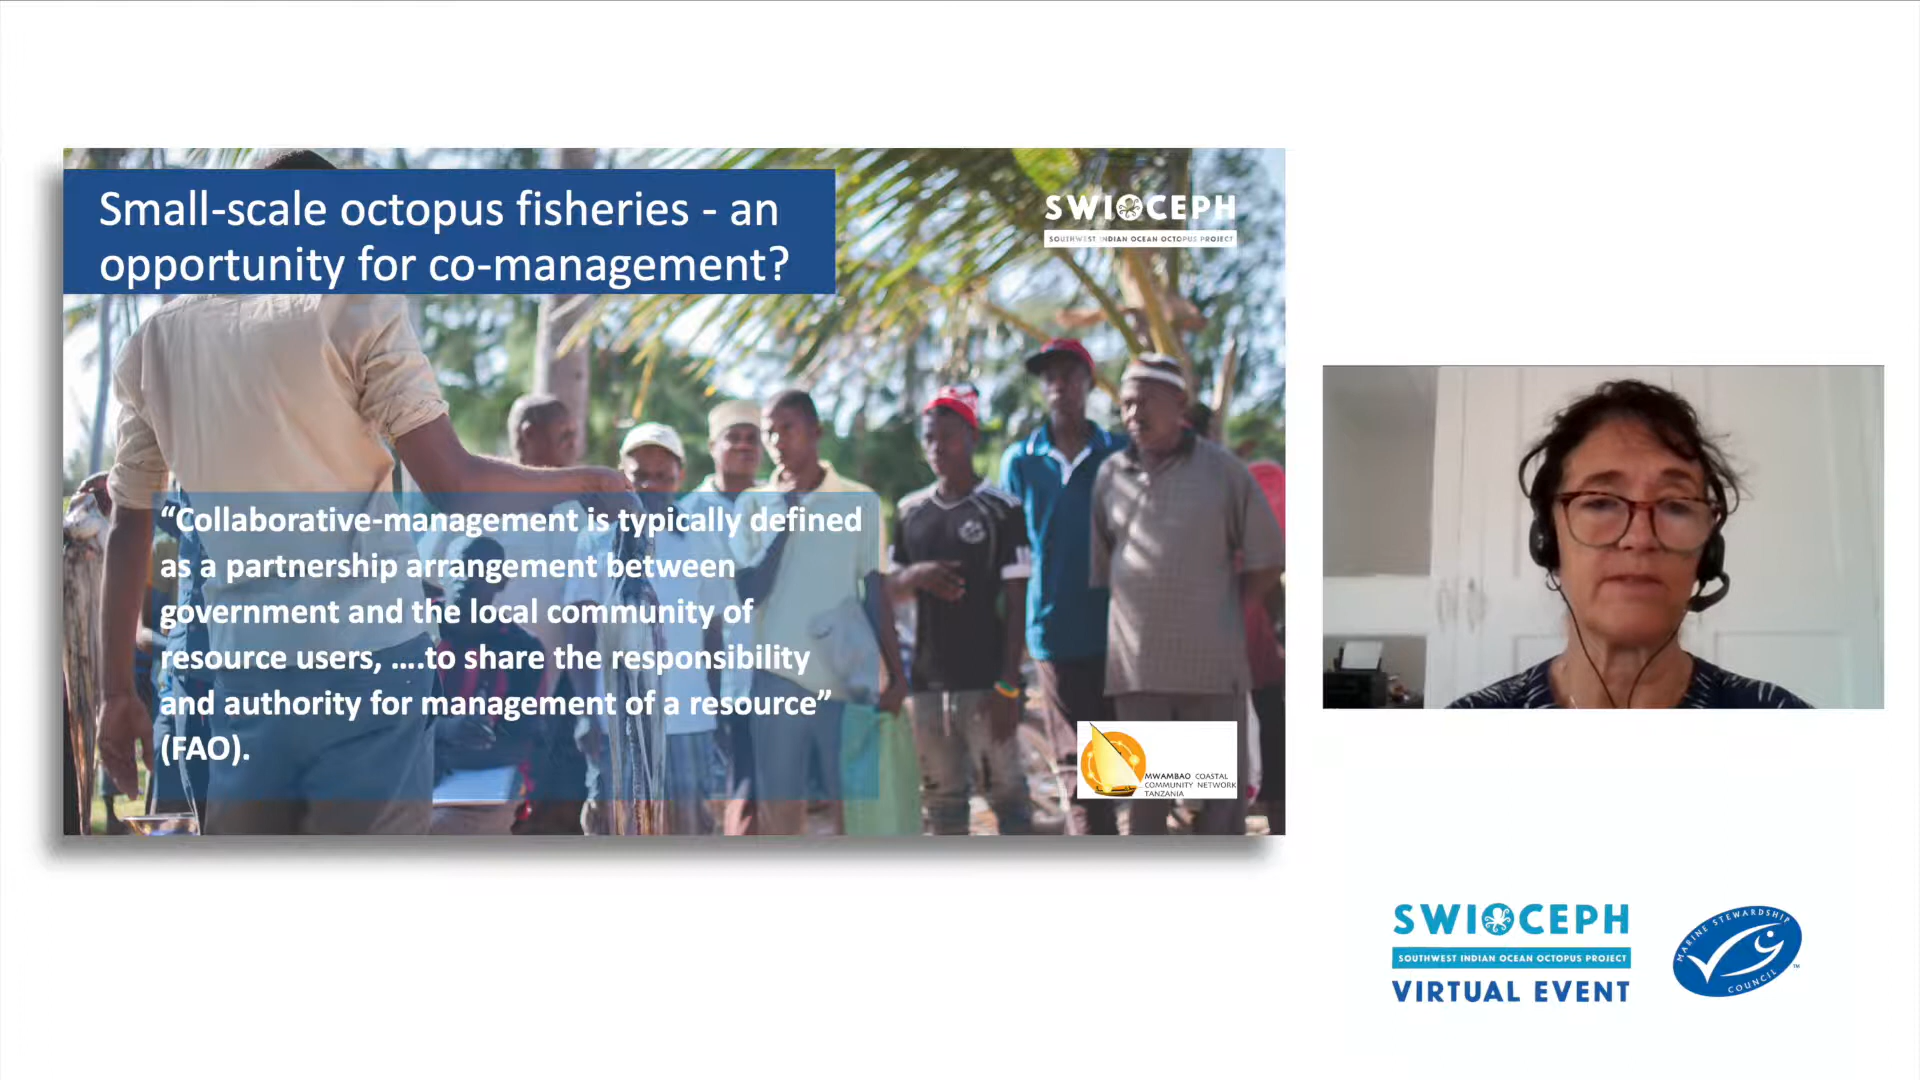 Small-scale octopus fisheries - an
opportunity for co-management?
SWIOCEPH
SOUTHWEST INDIAN OCEAN OCTOPUS PROJECT
“Collaborative-management is typically defined
as a partnership arrangement between
government and the local community of
resource users, ....to share the responsibility
and authority for management of a resource”
(FAO).
MWAMBAO COASTAL
COMMUNITY NETWORK
TANZANIA
SWIOCEPH
SOUTHWEST INDIAN OCEAN OCTOPUS PROJECT
VIRTUAL EVENT
MARINE STEWARDSHIP
COUNCIL
TM